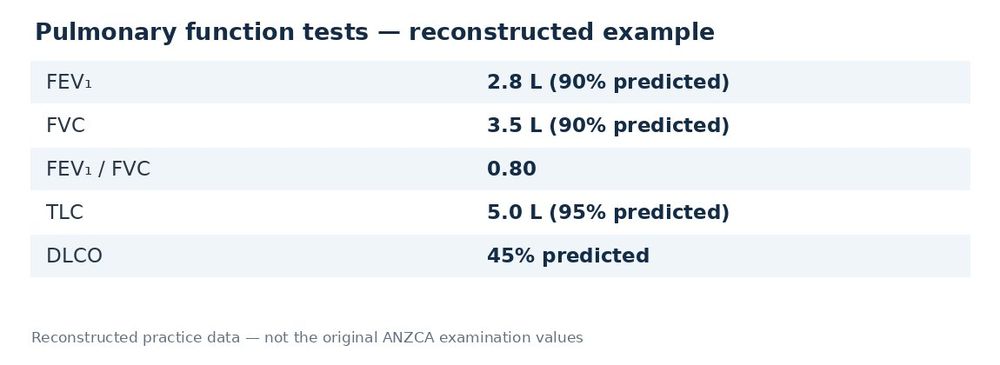 Pulmonary function tests — reconstructed example
FEV₁ 2.8 L (90% predicted)
FVC 3.5 L (90% predicted)
FEV₁ / FVC 0.80
TLC 5.0 L (95% predicted)
DLCO 45% predicted
Reconstructed practice data — not the original ANZCA examination values